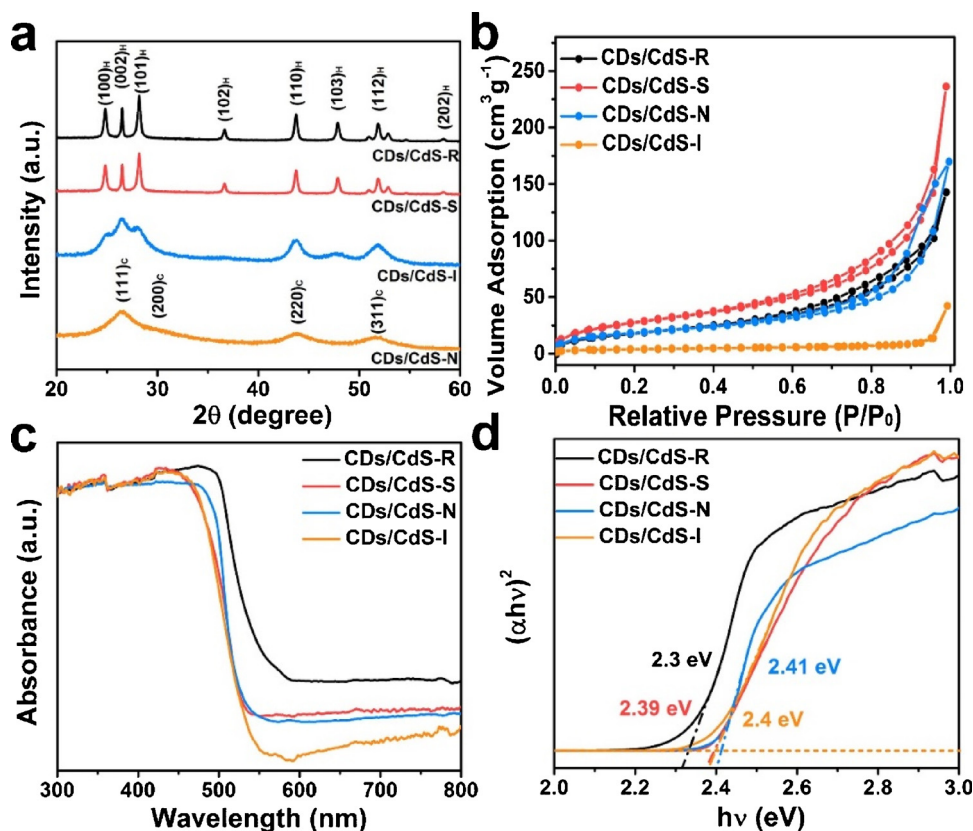 a
(100)H
(002)H
(101)H
(102)H
(110)H
(103)H
(112)H
(202)H
CDs/CdS-R
CDs/CdS-S
CDs/CdS-I
(111)C
(200)C
(220)C
(311)C
CDs/CdS-N
Intensity (a.u.)
20 30 40 50 60
2θ (degree)
b
CDs/CdS-R
CDs/CdS-S
CDs/CdS-N
CDs/CdS-I
250
200
150
100
50
0
Volume Adsorption (cm³g⁻¹)
0.0 0.2 0.4 0.6 0.8 1.0
Relative Pressure (P/P₀)
c
CDs/CdS-R
CDs/CdS-S
CDs/CdS-N
CDs/CdS-I
Absorbance (a.u.)
300 400 500 600 700 800
Wavelength (nm)
d
CDs/CdS-R
CDs/CdS-S
CDs/CdS-N
CDs/CdS-I
(αhν)²
2.3 eV
2.41 eV
2.39 eV
2.4 eV
2.0 2.2 2.4 2.6 2.8 3.0
hν (eV)